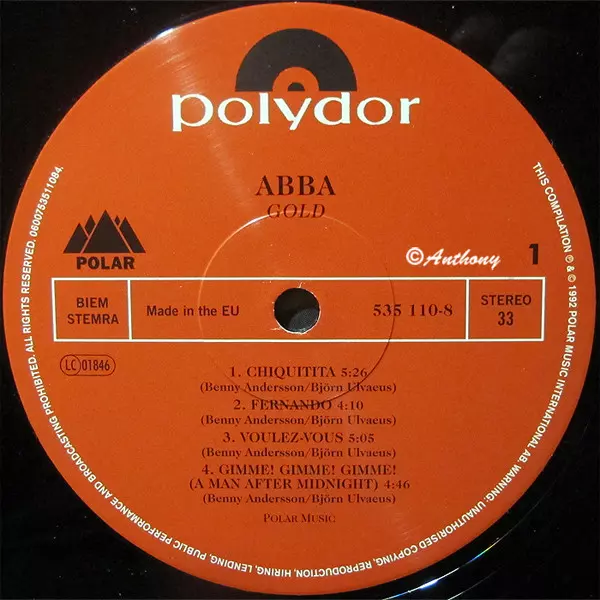 polydor
ABBA
GOLD
©Anthony
POLAR
1
BIEM
STEMRA
Made in the EU
535 110-8
STEREO
33
LC 01846
1. CHIQUITITA 5:26
(Benny Andersson/Björn Ulvaeus)
2. FERNANDO 4:10
(Benny Andersson/Björn Ulvaeus)
3. VOULEZ-VOUS 5:05
(Benny Andersson/Björn Ulvaeus)
4. GIMME! GIMME! GIMME!
(A MAN AFTER MIDNIGHT) 4:46
(Benny Andersson/Björn Ulvaeus)
POLAR MUSIC
THIS COMPILATION ℗ & © 1992 POLAR MUSIC INTERNATIONAL AB. WARNING: UNAUTHORISED COPYING, REPRODUCTION, HIRING, LENDING, PUBLIC PERFORMANCE AND BROADCASTING PROHIBITED. ALL RIGHTS RESERVED. 0600753511084.